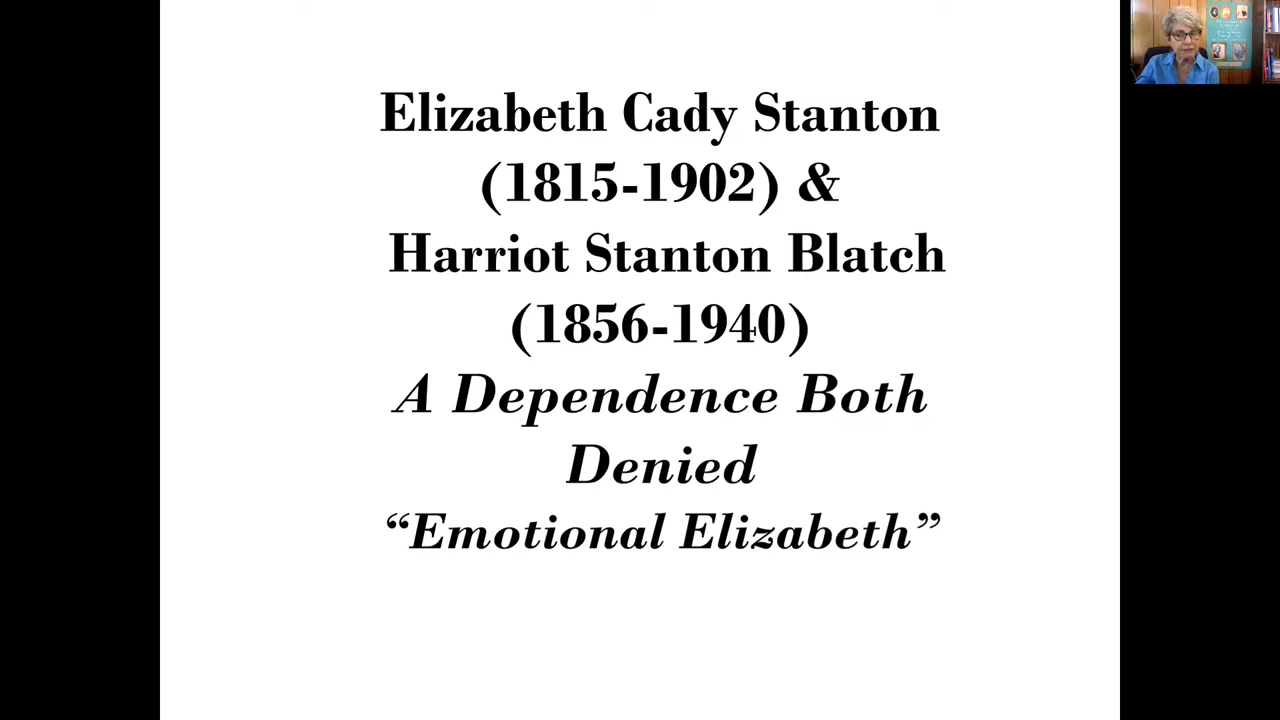 Elizabeth Cady Stanton
(1815-1902) &
Harriot Stanton Blatch
(1856-1940)
A Dependence Both
Denied
“Emotional Elizabeth”